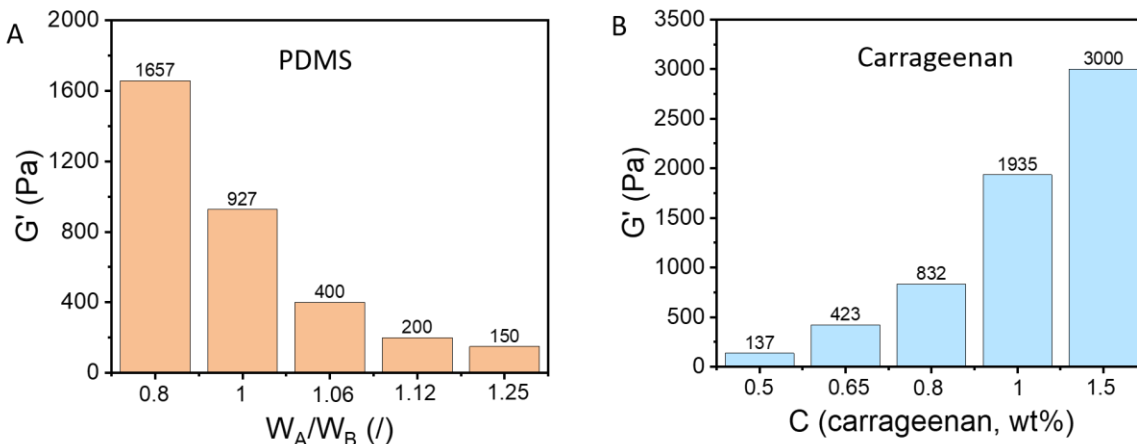 A
PDMS
G' (Pa)
2000
1600
1200
800
400
0
1657
927
400
200
150
0.8 1 1.06 1.12 1.25
W_A/W_B (/)
B
Carrageenan
G' (Pa)
3500
3000
2500
2000
1500
1000
500
0
137
423
832
1935
3000
0.5 0.65 0.8 1 1.5
C (carrageenan, wt%)